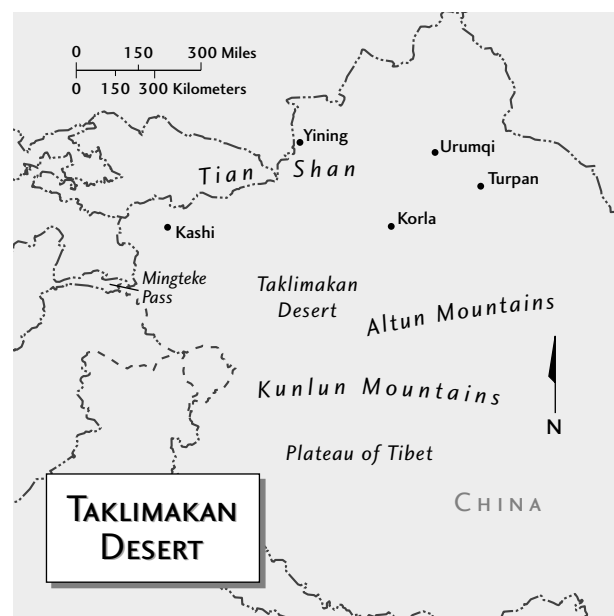 0 150 300 Miles
0 150 300 Kilometers
Yining
Urumqi
Tian Shan
Turpan
Korla
Kashi
Mingteke
Pass
Taklimakan
Desert
Altun Mountains
Kunlun Mountains
N
Plateau of Tibet
CHINA
TAKLIMAKAN
DESERT